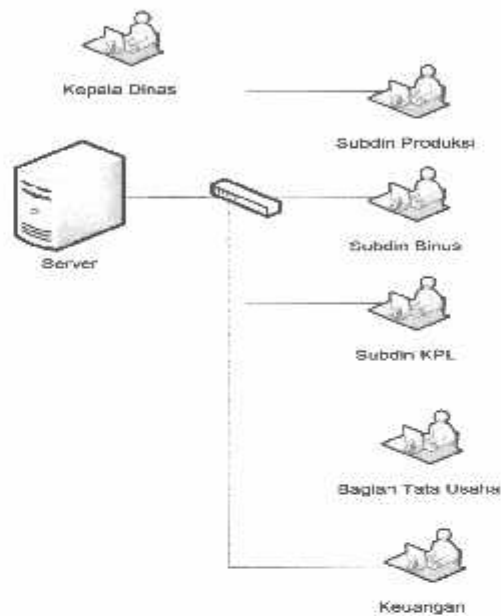 Kepala Dinas
Subdin Produksi
Server
Subdin Binus
Subdin KPL
Bagian Tata Usaha
Keuangan